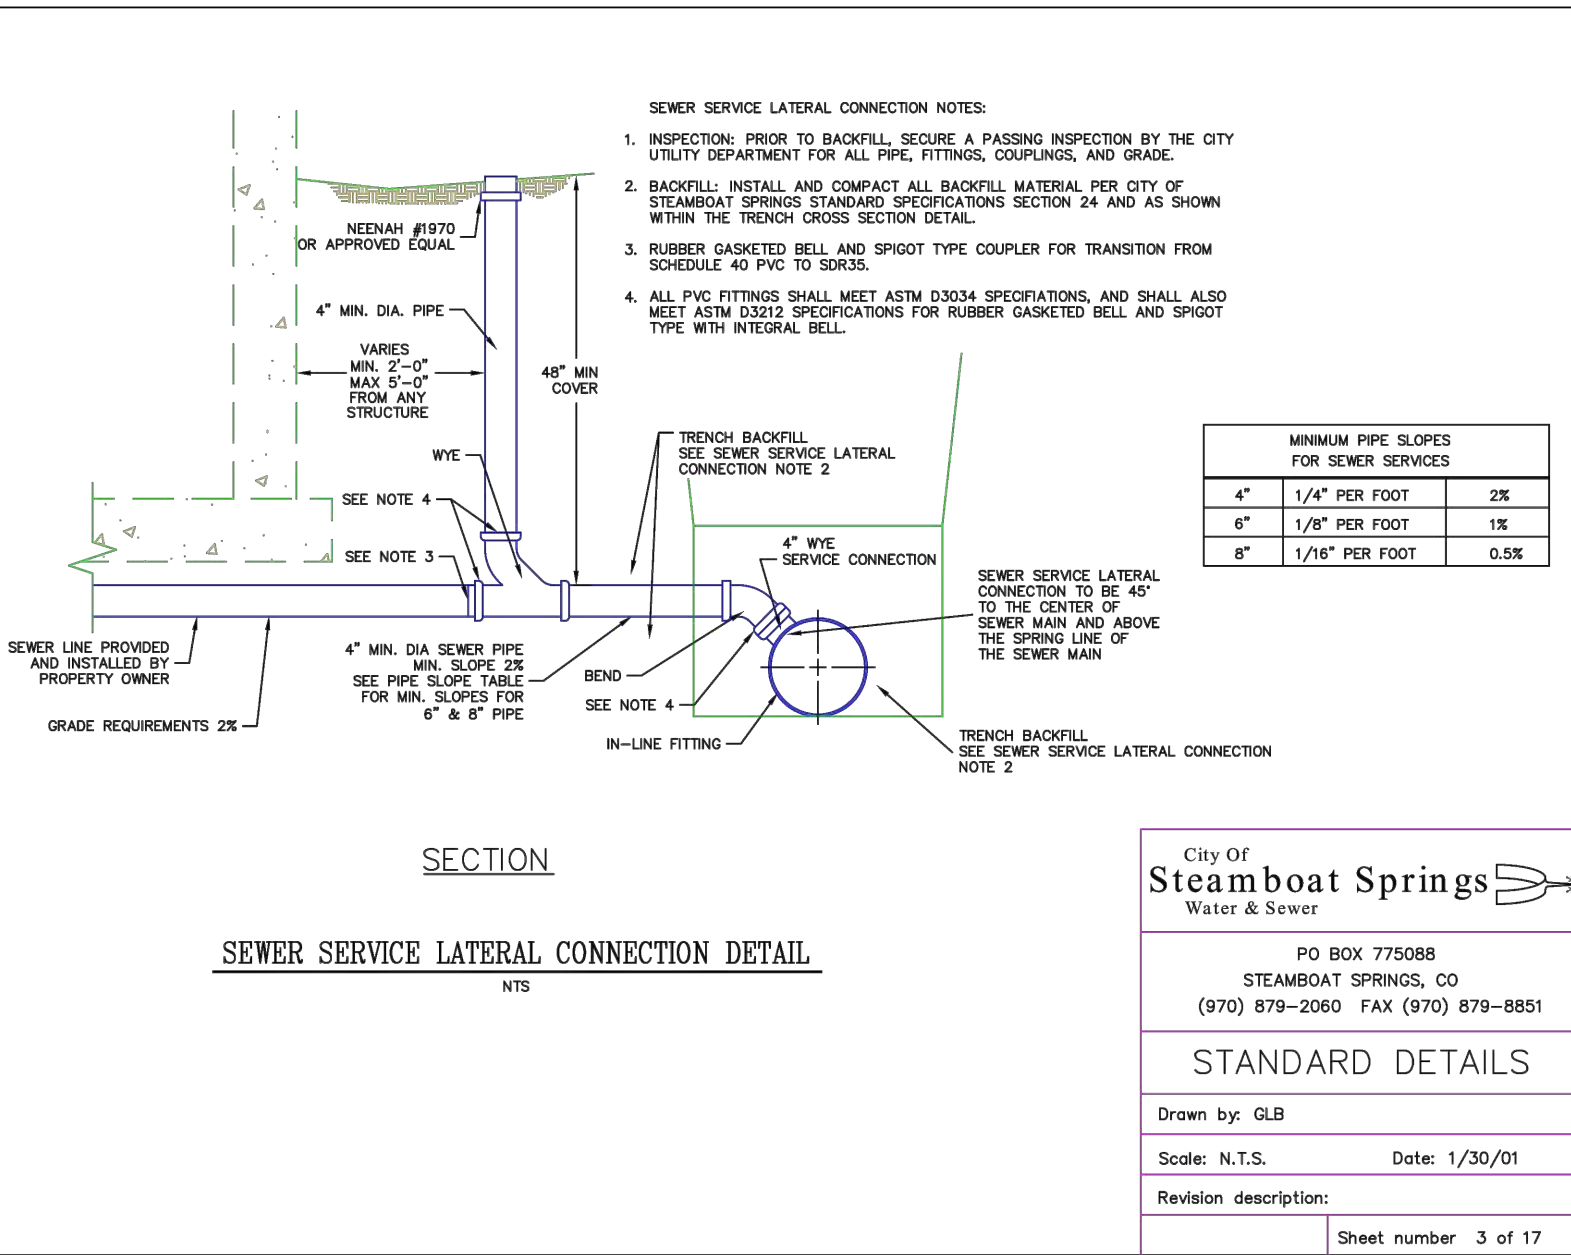 SEWER SERVICE LATERAL CONNECTION NOTES:
1. INSPECTION: PRIOR TO BACKFILL, SECURE A PASSING INSPECTION BY THE CITY
UTILITY DEPARTMENT FOR ALL PIPE, FITTINGS, COUPLINGS, AND GRADE.
2. BACKFILL: INSTALL AND COMPACT ALL BACKFILL MATERIAL PER CITY OF
STEAMBOAT SPRINGS STANDARD SPECIFICATIONS SECTION 24 AND AS SHOWN
WITHIN THE TRENCH CROSS SECTION DETAIL.
3. RUBBER GASKETED BELL AND SPIGOT TYPE COUPLER FOR TRANSITION FROM
SCHEDULE 40 PVC TO SDR35.
4. ALL PVC FITTINGS SHALL MEET ASTM D3034 SPECIFIATIONS, AND SHALL ALSO
MEET ASTM D3212 SPECIFICATIONS FOR RUBBER GASKETED BELL AND SPIGOT
TYPE WITH INTEGRAL BELL.
NEENAH #1970
OR APPROVED EQUAL
4" MIN. DIA. PIPE
VARIES
MIN. 2'-0"
MAX 5'-0"
FROM ANY
STRUCTURE
48" MIN
COVER
WYE
SEE NOTE 4
SEE NOTE 3
TRENCH BACKFILL
SEE SEWER SERVICE LATERAL
CONNECTION NOTE 2
4" WYE
SERVICE CONNECTION
SEWER SERVICE LATERAL
CONNECTION TO BE 45°
TO THE CENTER OF
SEWER MAIN AND ABOVE
THE SPRING LINE OF
THE SEWER MAIN
MINIMUM PIPE SLOPES
FOR SEWER SERVICES
4" 1/4" PER FOOT 2%
6" 1/8" PER FOOT 1%
8" 1/16" PER FOOT 0.5%
SEWER LINE PROVIDED
AND INSTALLED BY
PROPERTY OWNER
GRADE REQUIREMENTS 2%
4" MIN. DIA SEWER PIPE
MIN. SLOPE 2%
SEE PIPE SLOPE TABLE
FOR MIN. SLOPES FOR
6" & 8" PIPE
BEND
SEE NOTE 4
IN-LINE FITTING
TRENCH BACKFILL
SEE SEWER SERVICE LATERAL CONNECTION
NOTE 2
SECTION
SEWER SERVICE LATERAL CONNECTION DETAIL
NTS
City Of
Steamboat Springs
Water & Sewer
PO BOX 775088
STEAMBOAT SPRINGS, CO
(970) 879-2060 FAX (970) 879-8851
STANDARD DETAILS
Drawn by: GLB
Scale: N.T.S. Date: 1/30/01
Revision description:
Sheet number 3 of 17